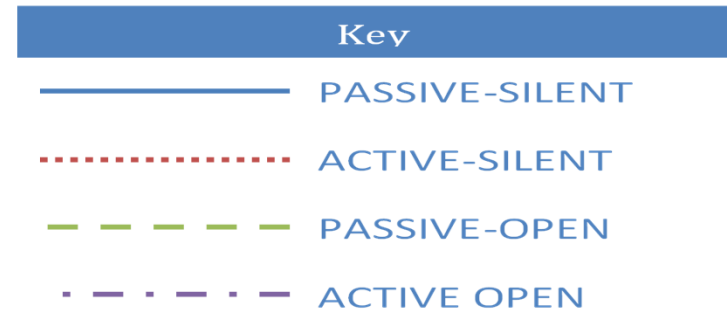 Key
PASSIVE-SILENT
ACTIVE-SILENT
PASSIVE-OPEN
ACTIVE OPEN